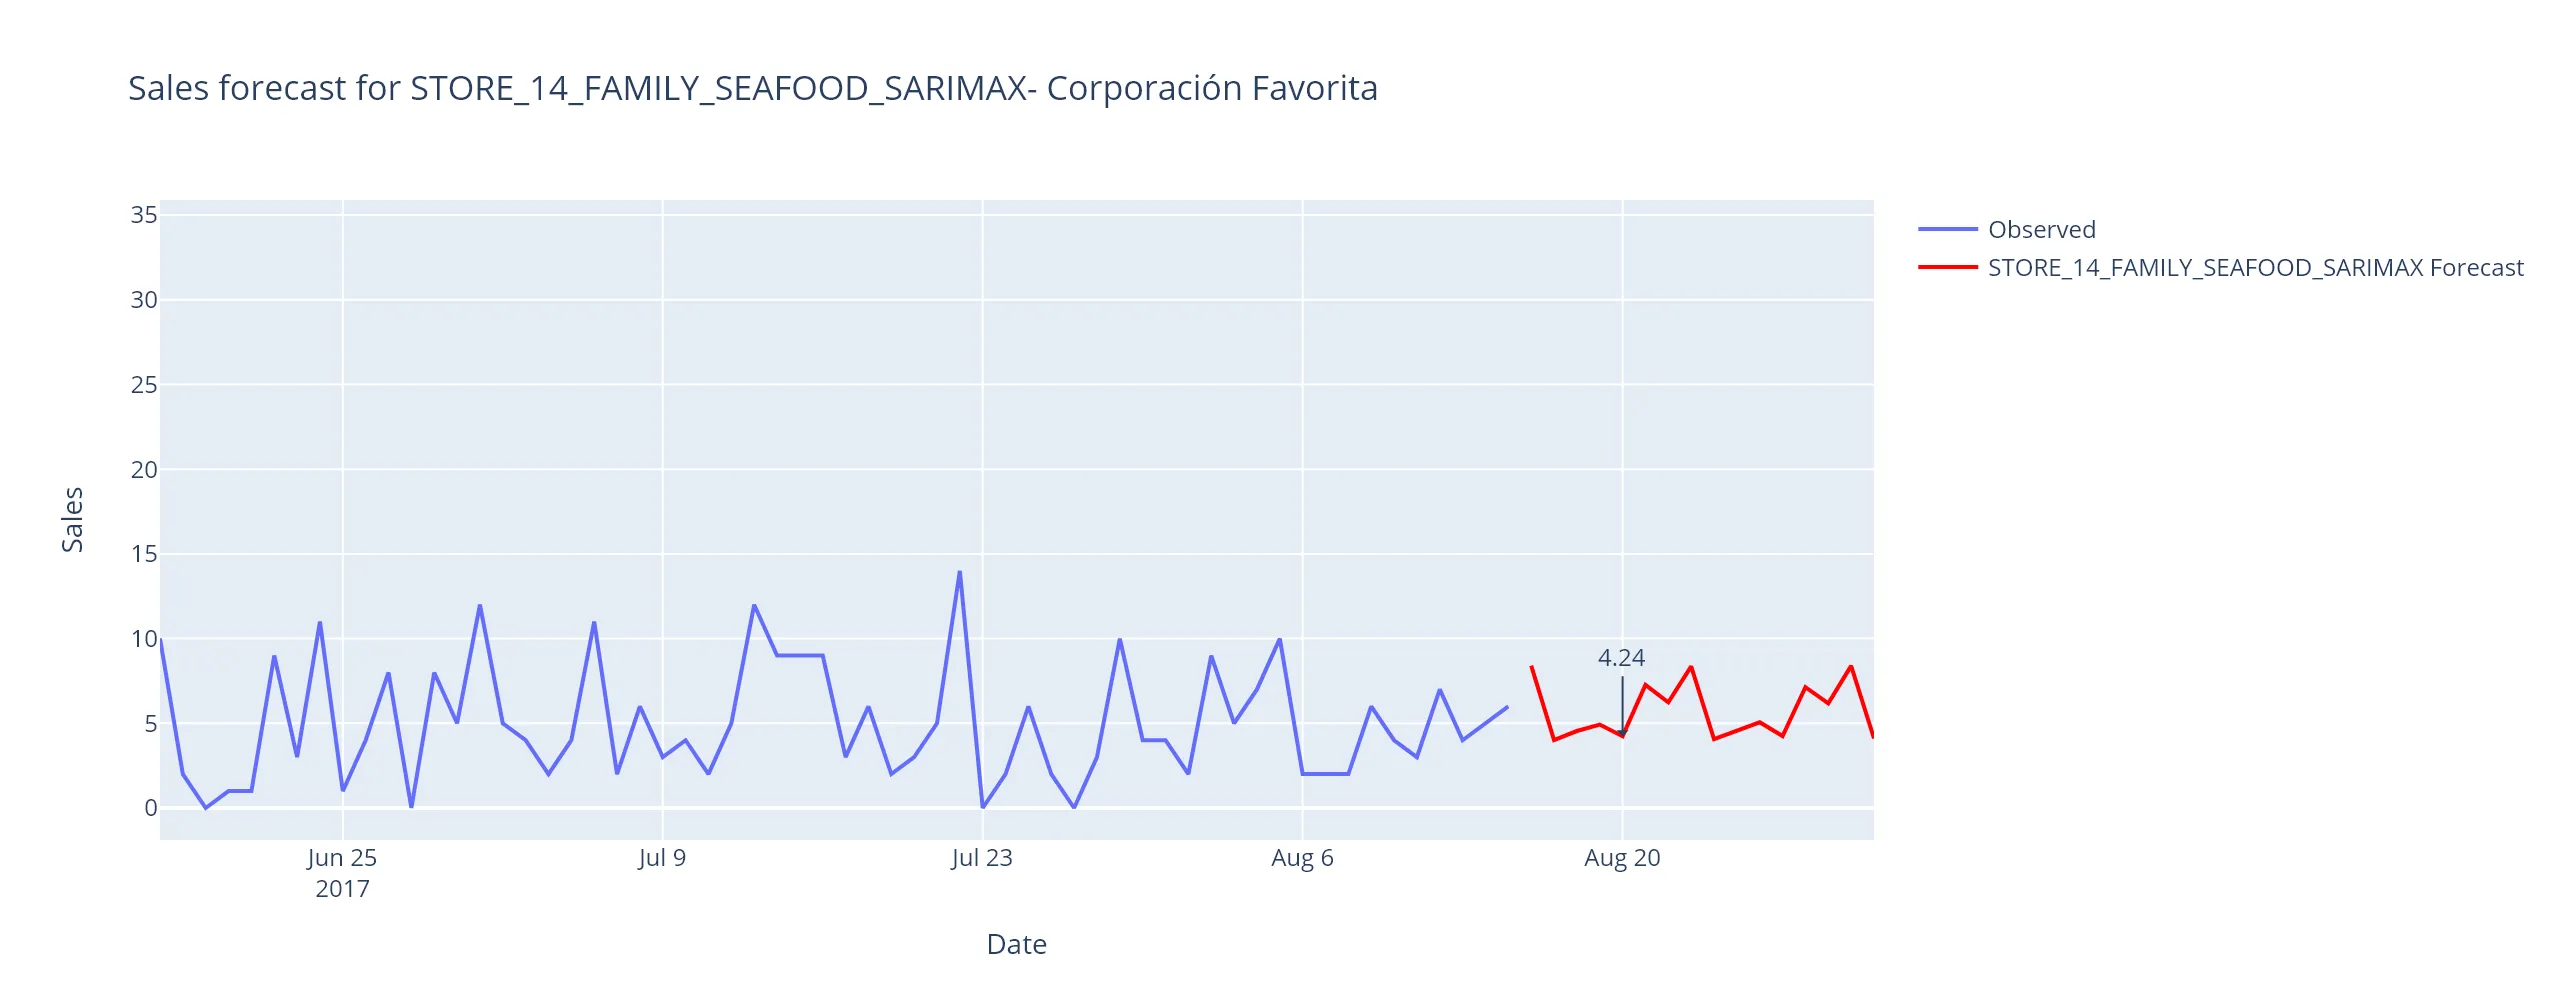 Sales forecast for STORE_14_FAMILY_SEAFOOD_SARIMAX- Corporación Favorita
Observed
STORE_14_FAMILY_SEAFOOD_SARIMAX Forecast
35
30
25
20
15
10
5
0
Sales
4.24
Jun 25
2017
Jul 9
Jul 23
Aug 6
Aug 20
Date